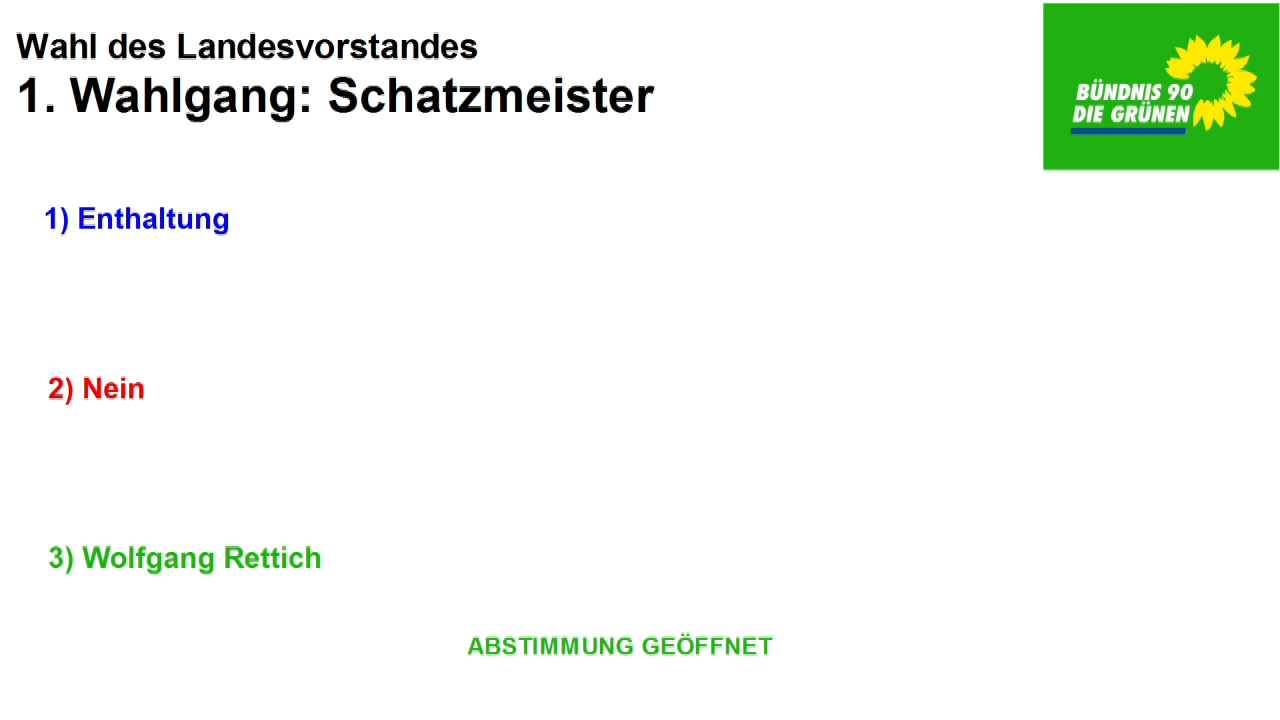 Wahl des Landesvorstandes
1. Wahlgang: Schatzmeister
BÜNDNIS 90
DIE GRÜNEN
1) Enthaltung
2) Nein
3) Wolfgang Rettich
ABSTIMMUNG GEÖFFNET